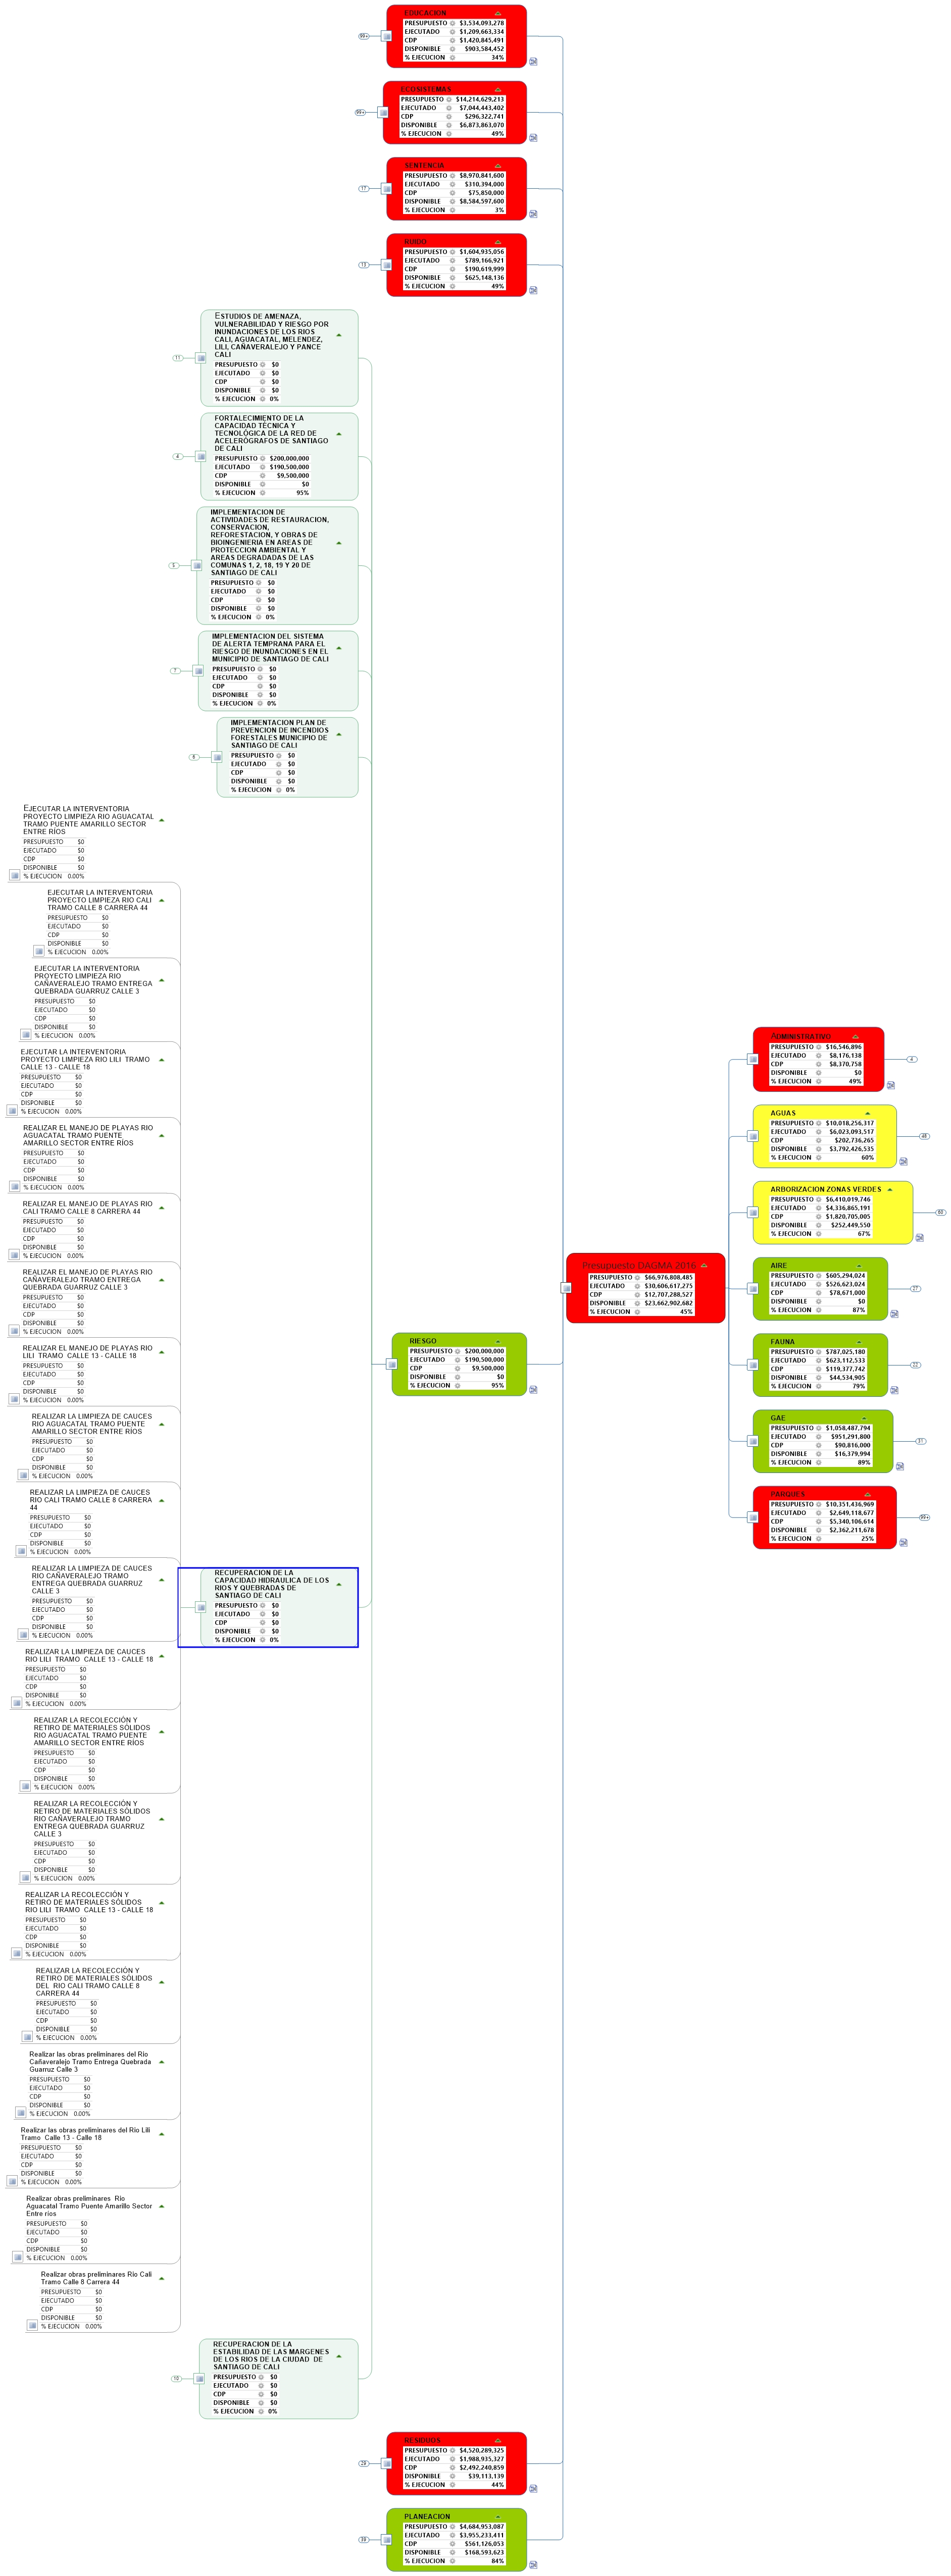 EDUCACION
PRESUPUESTO $3,534,093,278
EJECUTADO $1,209,663,334
CDP $1,420,845,491
DISPONIBLE $903,584,452
% EJECUCION 34%
99+
ECOSISTEMAS
PRESUPUESTO $14,214,629,213
EJECUTADO $7,044,443,402
CDP $296,322,741
DISPONIBLE $6,873,863,070
% EJECUCION 49%
99+
SENTENCIA
PRESUPUESTO $8,970,841,600
EJECUTADO $310,394,000
CDP $75,850,000
DISPONIBLE $8,584,597,600
% EJECUCION 3%
17
RUIDO
PRESUPUESTO $1,604,935,056
EJECUTADO $789,166,921
CDP $190,619,999
DISPONIBLE $625,148,136
% EJECUCION 49%
13
ESTUDIOS DE AMENAZA,
VULNERABILIDAD Y RIESGO POR
INUNDACIONES DE LOS RIOS
CALI, AGUACATAL, MELENDEZ,
LILI, CAÑAVERALEJO Y PANCE
CALI
PRESUPUESTO $0
EJECUTADO $0
CDP $0
DISPONIBLE $0
% EJECUCION 0%
11
FORTALECIMIENTO DE LA
CAPACIDAD TÉCNICA Y
TECNOLÓGICA DE LA RED DE
ACELERÓGRAFOS DE SANTIAGO
DE CALI
PRESUPUESTO $200,000,000
EJECUTADO $190,500,000
CDP $9,500,000
DISPONIBLE $0
% EJECUCION 95%
4
IMPLEMENTACION DE
ACTIVIDADES DE RESTAURACION,
CONSERVACION,
REFORESTACION, Y OBRAS DE
BIOINGENIERIA EN AREAS DE
PROTECCION AMBIENTAL Y
AREAS DEGRADADAS DE LAS
COMUNAS 1, 2, 18, 19 Y 20 DE
SANTIAGO DE CALI
PRESUPUESTO $0
EJECUTADO $0
CDP $0
DISPONIBLE $0
% EJECUCION 0%
5
IMPLEMENTACION DEL SISTEMA
DE ALERTA TEMPRANA PARA EL
RIESGO DE INUNDACIONES EN EL
MUNICIPIO DE SANTIAGO DE CALI
PRESUPUESTO $0
EJECUTADO $0
CDP $0
DISPONIBLE $0
% EJECUCION 0%
7
IMPLEMENTACION PLAN DE
PREVENCION DE INCENDIOS
FORESTALES MUNICIPIO DE
SANTIAGO DE CALI
PRESUPUESTO $0
EJECUTADO $0
CDP $0
DISPONIBLE $0
% EJECUCION 0%
EJECUTAR LA INTERVENTORIA
PROYECTO LIMPIEZA RIO AGUACATAL
TRAMO PUENTE AMARILLO SECTOR
ENTRE RÍOS
PRESUPUESTO $0
EJECUTADO $0
CDP $0
DISPONIBLE $0
% EJECUCION 0.00%
EJECUTAR LA INTERVENTORIA
PROYECTO LIMPIEZA RIO CALI
TRAMO CALLE 8 CARRERA 44
PRESUPUESTO $0
EJECUTADO $0
CDP $0
DISPONIBLE $0
% EJECUCION 0.00%
EJECUTAR LA INTERVENTORIA
PROYECTO LIMPIEZA RIO
CAÑAVERALEJO TRAMO ENTREGA
QUEBRADA GUARRUZ CALLE 3
PRESUPUESTO $0
EJECUTADO $0
CDP $0
DISPONIBLE $0
% EJECUCION 0.00%
EJECUTAR LA INTERVENTORIA
PROYECTO LIMPIEZA RIO LILI TRAMO
CALLE 13 - CALLE 18
PRESUPUESTO $0
EJECUTADO $0
CDP $0
DISPONIBLE $0
% EJECUCION 0.00%
REALIZAR EL MANEJO DE PLAYAS RIO
AGUACATAL TRAMO PUENTE
AMARILLO SECTOR ENTRE RÍOS
PRESUPUESTO $0
EJECUTADO $0
CDP $0
DISPONIBLE $0
% EJECUCION 0.00%
REALIZAR EL MANEJO DE PLAYAS RIO
CALI TRAMO CALLE 8 CARRERA 44
PRESUPUESTO $0
EJECUTADO $0
CDP $0
DISPONIBLE $0
% EJECUCION 0.00%
REALIZAR EL MANEJO DE PLAYAS RIO
CAÑAVERALEJO TRAMO ENTREGA
QUEBRADA GUARRUZ CALLE 3
PRESUPUESTO $0
EJECUTADO $0
CDP $0
DISPONIBLE $0
% EJECUCION 0.00%
REALIZAR EL MANEJO DE PLAYAS RIO
LILI TRAMO CALLE 13 - CALLE 18
PRESUPUESTO $0
EJECUTADO $0
CDP $0
DISPONIBLE $0
% EJECUCION 0.00%
REALIZAR LA LIMPIEZA DE CAUCES
RIO AGUACATAL TRAMO PUENTE
AMARILLO SECTOR ENTRE RÍOS
PRESUPUESTO $0
EJECUTADO $0
CDP $0
DISPONIBLE $0
% EJECUCION 0.00%
REALIZAR LA LIMPIEZA DE CAUCES
RIO CALI TRAMO CALLE 8 CARRERA
44
PRESUPUESTO $0
EJECUTADO $0
CDP $0
DISPONIBLE $0
% EJECUCION 0.00%
REALIZAR LA LIMPIEZA DE CAUCES
RIO CAÑAVERALEJO TRAMO
ENTREGA QUEBRADA GUARRUZ
CALLE 3
PRESUPUESTO $0
EJECUTADO $0
CDP $0
DISPONIBLE $0
% EJECUCION 0.00%
REALIZAR LA LIMPIEZA DE CAUCES
RIO LILI TRAMO CALLE 13 - CALLE 18
PRESUPUESTO $0
EJECUTADO $0
CDP $0
DISPONIBLE $0
% EJECUCION 0.00%
REALIZAR LA RECOLECCIÓN Y
RETIRO DE MATERIALES SÓLIDOS
RIO AGUACATAL TRAMO PUENTE
AMARILLO SECTOR ENTRE RÍOS
PRESUPUESTO $0
EJECUTADO $0
CDP $0
DISPONIBLE $0
% EJECUCION 0.00%
REALIZAR LA RECOLECCIÓN Y
RETIRO DE MATERIALES SÓLIDOS
RIO CAÑAVERALEJO TRAMO
ENTREGA QUEBRADA GUARRUZ
CALLE 3
PRESUPUESTO $0
EJECUTADO $0
CDP $0
DISPONIBLE $0
% EJECUCION 0.00%
REALIZAR LA RECOLECCIÓN Y
RETIRO DE MATERIALES SÓLIDOS
RIO LILI TRAMO CALLE 13 - CALLE 18
PRESUPUESTO $0
EJECUTADO $0
CDP $0
DISPONIBLE $0
% EJECUCION 0.00%
REALIZAR LA RECOLECCIÓN Y
RETIRO DE MATERIALES SÓLIDOS
DEL RIO CALI TRAMO CALLE 8
CARRERA 44
PRESUPUESTO $0
EJECUTADO $0
CDP $0
DISPONIBLE $0
% EJECUCION 0.00%
Realizar las obras preliminares del Río
Cañaveralejo Tramo Entrega Quebrada
Guarruz Calle 3
PRESUPUESTO $0
EJECUTADO $0
CDP $0
DISPONIBLE $0
% EJECUCION 0.00%
Realizar las obras preliminares del Río Lili
Tramo Calle 13 - Calle 18
PRESUPUESTO $0
EJECUTADO $0
CDP $0
DISPONIBLE $0
% EJECUCION 0.00%
Realizar obras preliminares Río
Aguacatal Tramo Puente Amarillo Sector
Entre rios
PRESUPUESTO $0
EJECUTADO $0
CDP $0
DISPONIBLE $0
% EJECUCION 0.00%
Realizar obras preliminares Río Cali
Tramo Calle 8 Carrera 44
PRESUPUESTO $0
EJECUTADO $0
CDP $0
DISPONIBLE $0
% EJECUCION 0.00%
RECUPERACION DE LA
CAPACIDAD HIDRAULICA DE LOS
RIOS Y QUEBRADAS DE
SANTIAGO DE CALI
PRESUPUESTO $0
EJECUTADO $0
CDP $0
DISPONIBLE $0
% EJECUCION 0%
RECUPERACION DE LA
ESTABILIDAD DE LAS MARGENES
DE LOS RIOS DE LA CIUDAD DE
SANTIAGO DE CALI
PRESUPUESTO $0
EJECUTADO $0
CDP $0
DISPONIBLE $0
% EJECUCION 0%
10
RIESGO
PRESUPUESTO $200,000,000
EJECUTADO $190,500,000
CDP $9,500,000
DISPONIBLE $0
% EJECUCION 95%
RESIDUOS
PRESUPUESTO $4,520,289,325
EJECUTADO $1,988,935,327
CDP $2,492,240,859
DISPONIBLE $39,113,139
% EJECUCION 44%
PLANEACION
PRESUPUESTO $4,684,953,087
EJECUTADO $3,955,233,411
CDP $561,126,053
DISPONIBLE $168,593,623
% EJECUCION 84%
Presupuesto DAGMA 2016
PRESUPUESTO $66,976,808,485
EJECUTADO $30,606,617,275
CDP $12,707,288,527
DISPONIBLE $23,662,902,682
% EJECUCION 45%
ADMINISTRATIVO
PRESUPUESTO $16,546,896
EJECUTADO $8,176,138
CDP $8,370,758
DISPONIBLE $0
% EJECUCION 49%
4
AGUAS
PRESUPUESTO $10,018,256,317
EJECUTADO $6,023,093,517
CDP $202,736,265
DISPONIBLE $3,792,426,535
% EJECUCION 60%
48
ARBORIZACION ZONAS VERDES
PRESUPUESTO $6,410,019,746
EJECUTADO $4,336,865,191
CDP $1,820,705,005
DISPONIBLE $252,449,550
% EJECUCION 67%
60
AIRE
PRESUPUESTO $605,294,024
EJECUTADO $526,623,024
CDP $78,671,000
DISPONIBLE $0
% EJECUCION 87%
27
FAUNA
PRESUPUESTO $787,025,180
EJECUTADO $623,112,533
CDP $119,377,742
DISPONIBLE $44,534,905
% EJECUCION 79%
22
GAE
PRESUPUESTO $1,058,487,794
EJECUTADO $951,291,800
CDP $90,816,000
DISPONIBLE $16,379,994
% EJECUCION 89%
31
PARQUES
PRESUPUESTO $10,351,436,969
EJECUTADO $2,649,118,677
CDP $5,340,106,614
DISPONIBLE $2,362,211,678
% EJECUCION 25%
99+